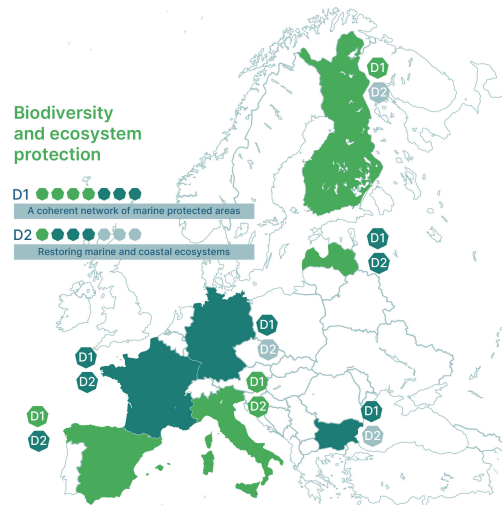 Biodiversity
and ecosystem
protection
D1
A coherent network of marine protected areas
D2
Restoring marine and coastal ecosystems
D1
D2
D1
D2
D1
D2
D1
D2
D1
D2
D1
D2
D1
D2